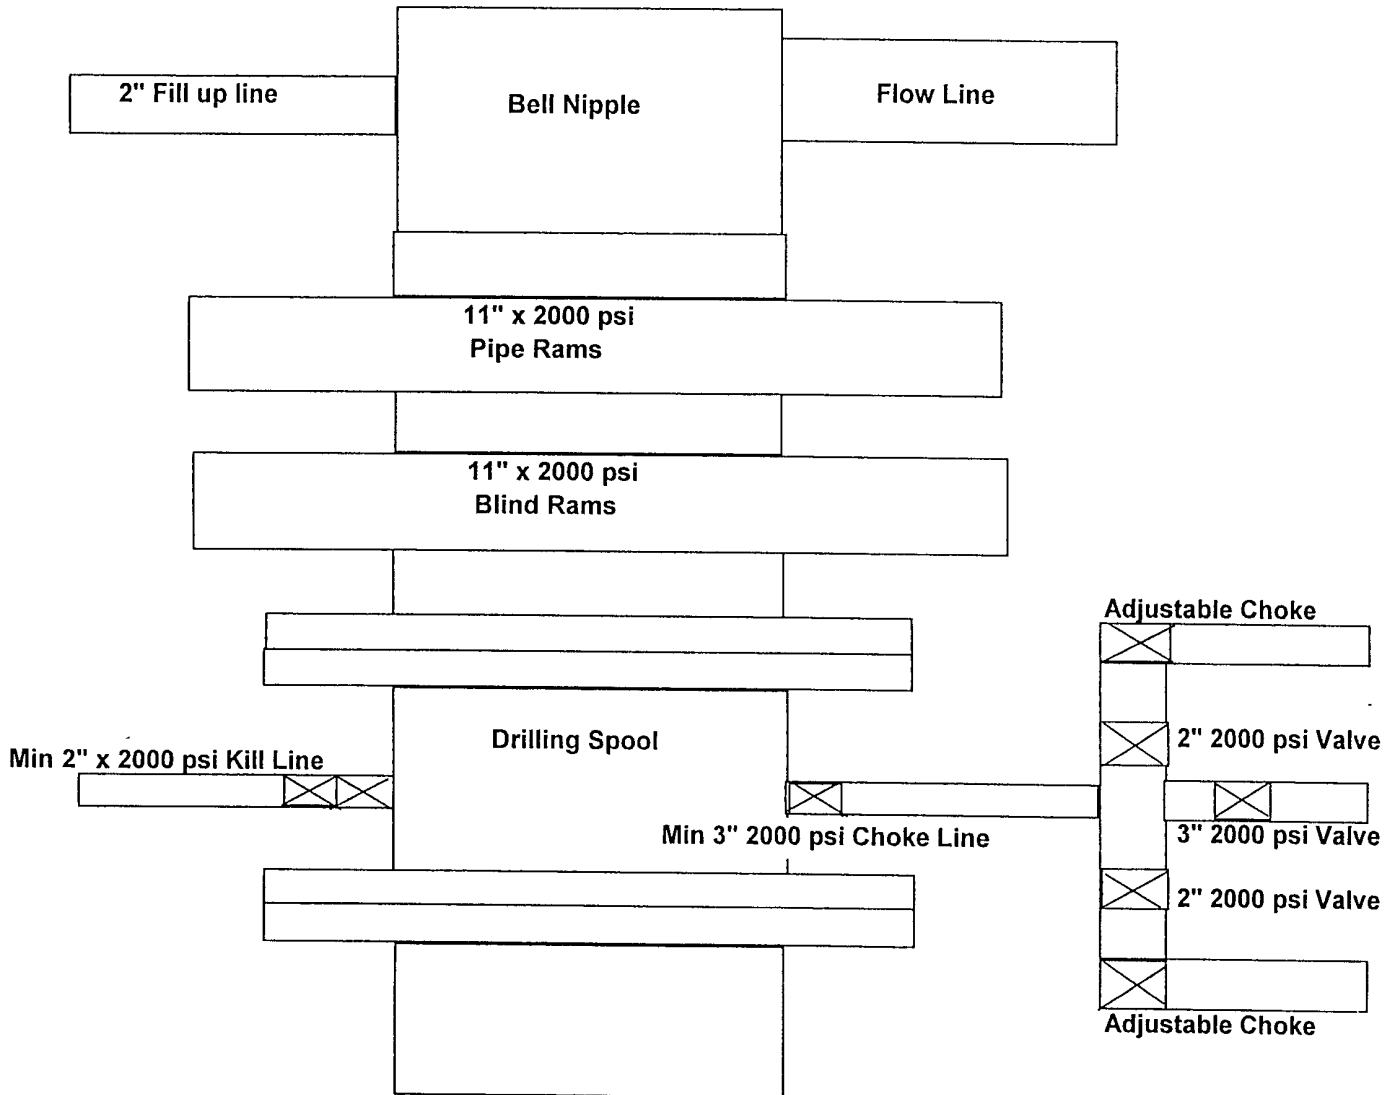 2" Fill up line
Bell Nipple
Flow Line
11" x 2000 psi
Pipe Rams
11" x 2000 psi
Blind Rams
Adjustable Choke
Drilling Spool
2" 2000 psi Valve
Min 2" x 2000 psi Kill Line
Min 3" 2000 psi Choke Line
3" 2000 psi Valve
2" 2000 psi Valve
Adjustable Choke